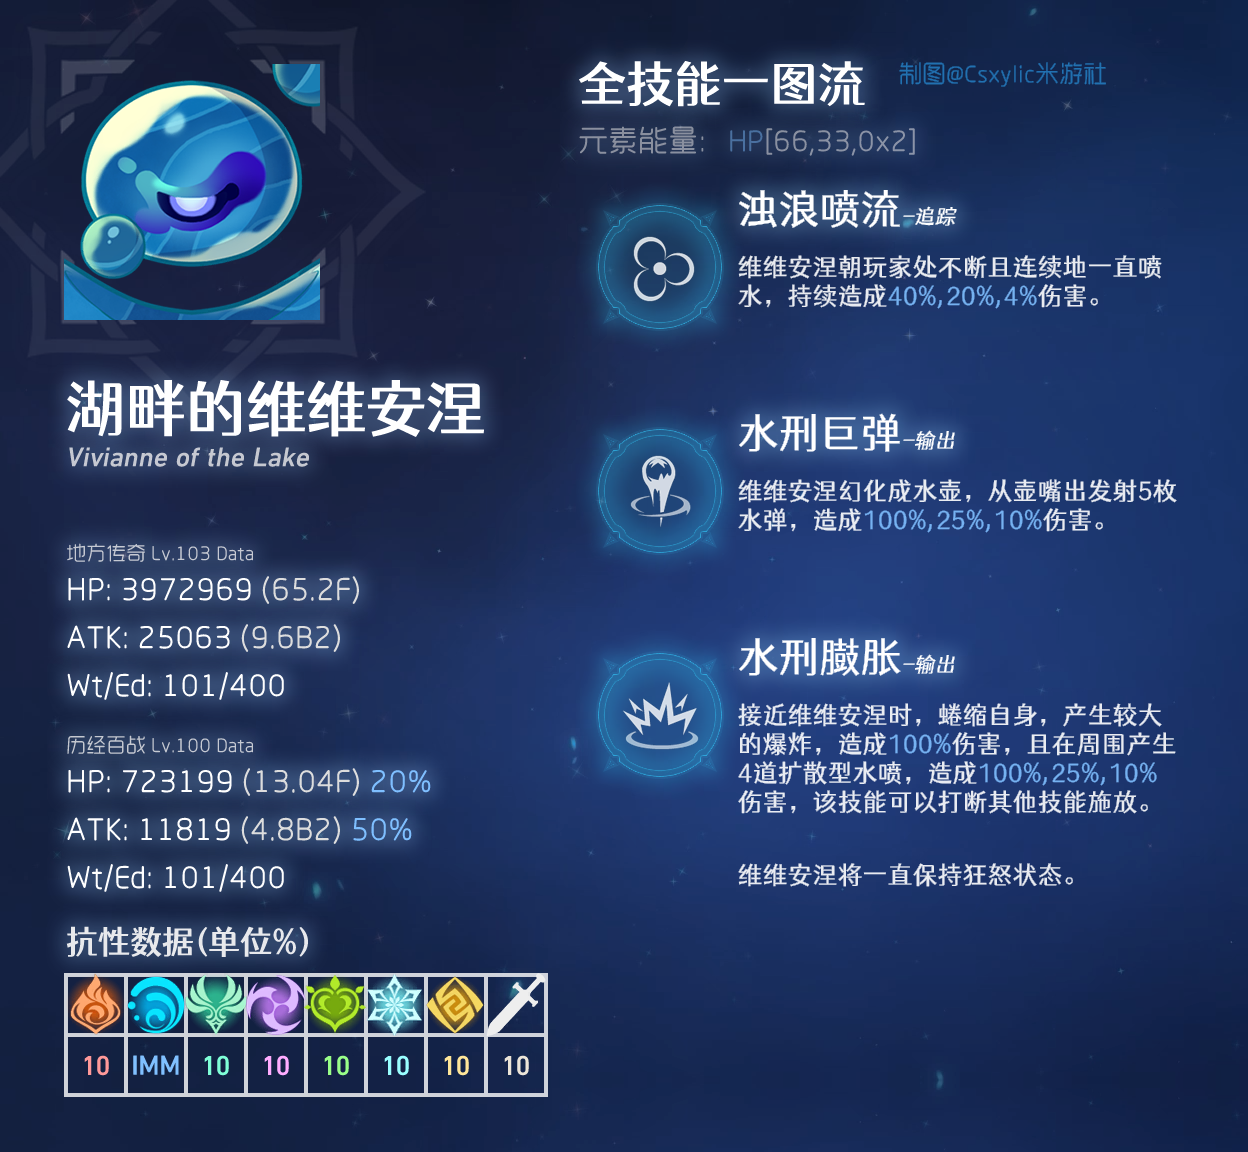 全技能一图流
制图@Csxylic米游社
元素能量: HP[66,33,0x2]
浊浪喷流-追踪
维维安涅朝玩家处不断且连续地一直喷
水，持续造成40%,20%,4%伤害。
湖畔的维维安涅
Vivianne of the Lake
水刑巨弹-输出
维维安涅幻化成水壶，从壶嘴出发射5枚
水弹，造成100%,25%,10%伤害。
地方传奇 Lv.103 Data
HP: 3972969 (65.2F)
ATK: 25063 (9.6B2)
Wt/Ed: 101/400
水刑臌胀-输出
接近维维安涅时，蜷缩自身，产生较大
的爆炸，造成100%伤害，且在周围产生
4道扩散型水喷，造成100%,25%,10%
伤害，该技能可以打断其他技能施放。
维维安涅将一直保持狂怒状态。
历经百战 Lv.100 Data
HP: 723199 (13.04F) 20%
ATK: 11819 (4.8B2) 50%
Wt/Ed: 101/400
抗性数据(单位%)
10 IMM 10 10 10 10 10 10